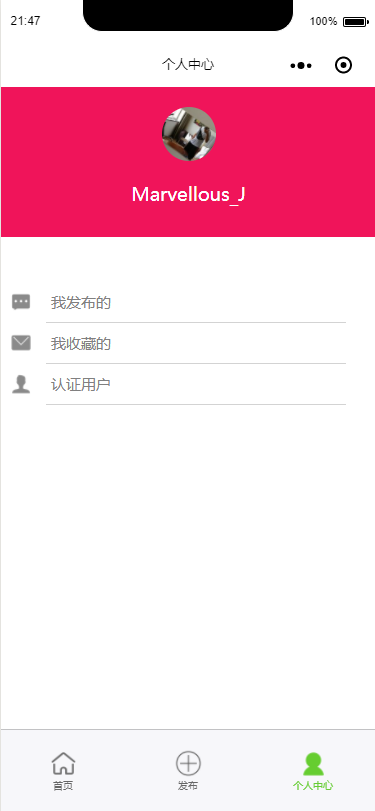 21:47
100%
个人中心
Marvellous_J
我发布的
我收藏的
认证用户
首页
发布
个人中心